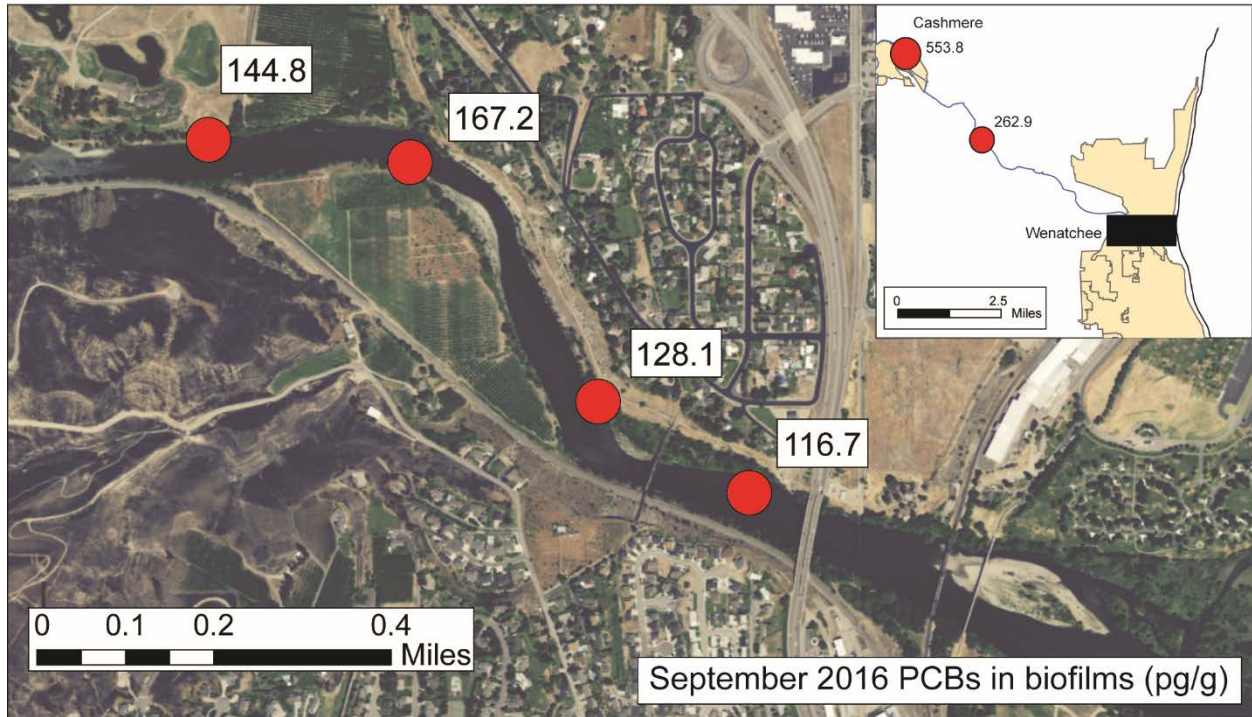 144.8
167.2
128.1
116.7
Cashmere
553.8
262.9
Wenatchee
0 2.5
Miles
0 0.1 0.2 0.4
Miles
September 2016 PCBs in biofilms (pg/g)